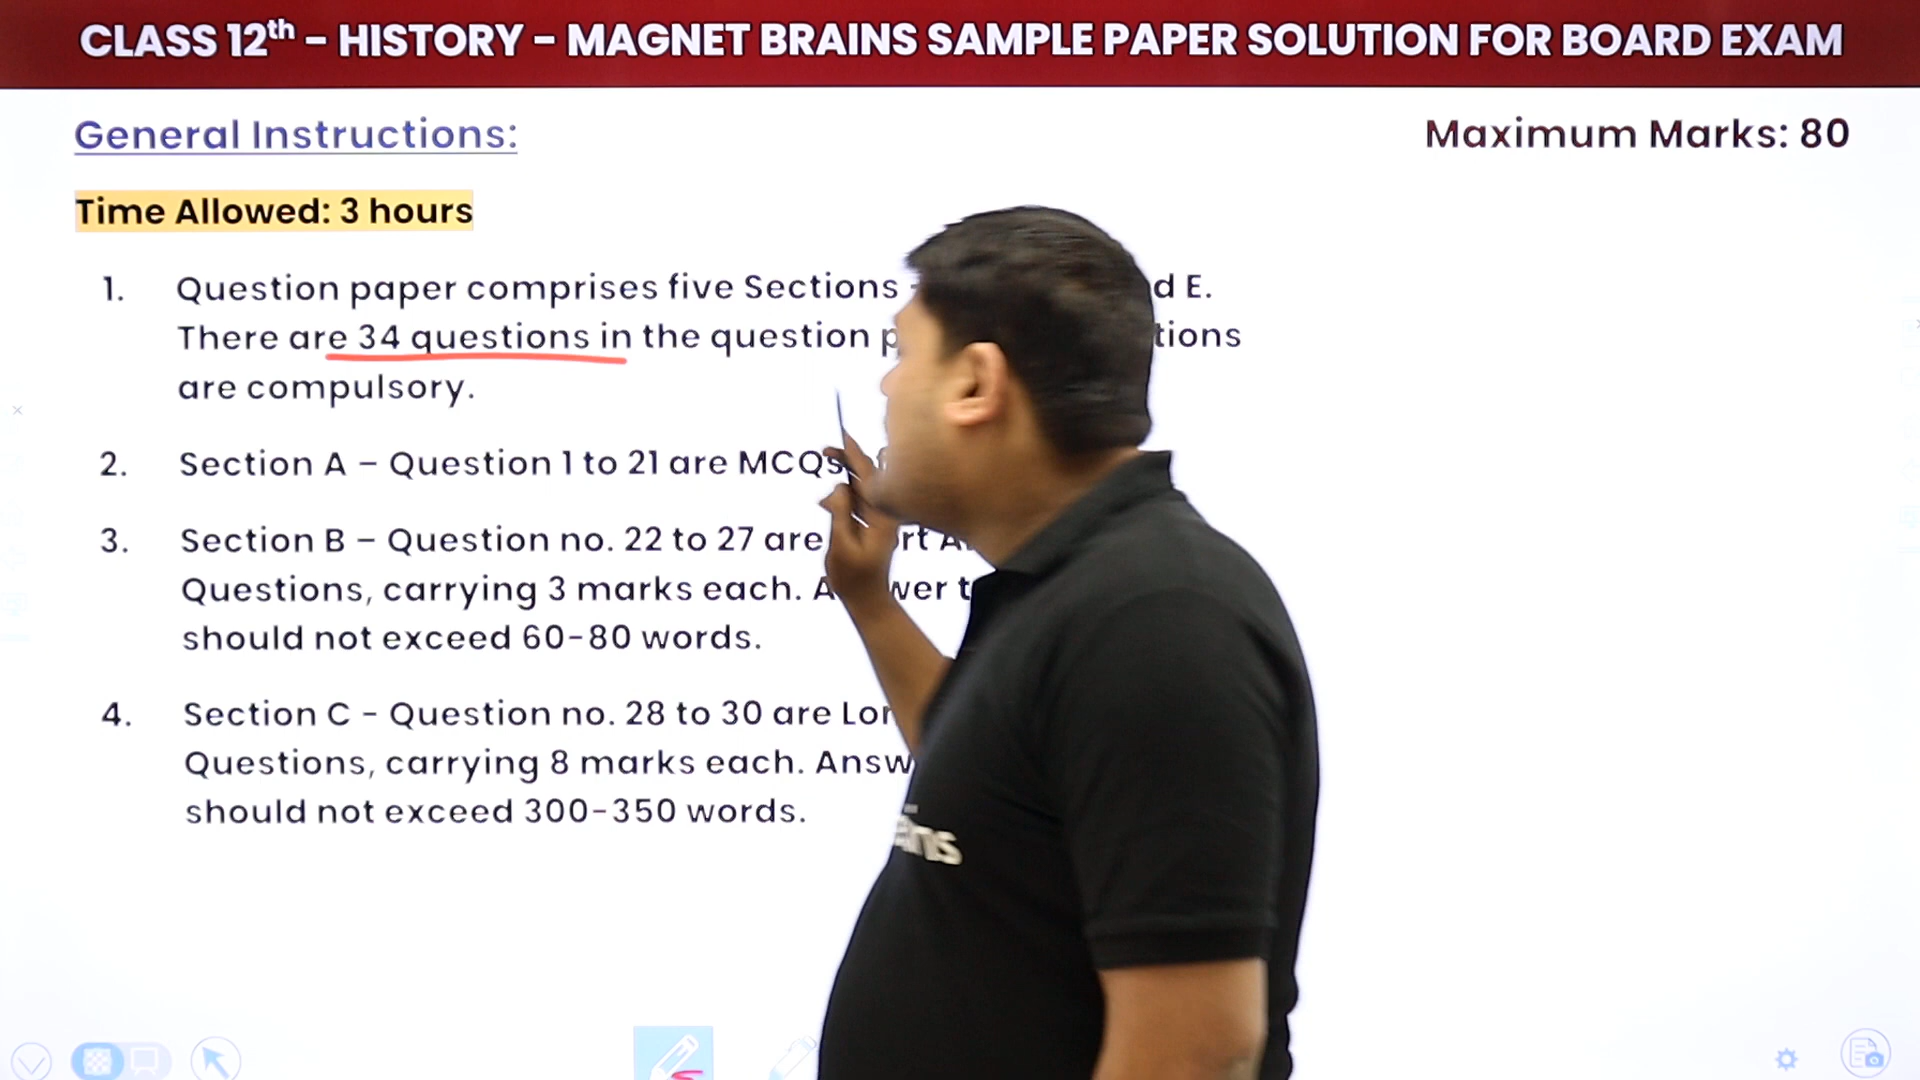 CLASS 12th - HISTORY - MAGNET BRAINS SAMPLE PAPER SOLUTION FOR BOARD EXAM
General Instructions:
Maximum Marks: 80
Time Allowed: 3 hours
1. Question paper comprises five Sections E.
There are 34 questions in the question
are compulsory.
2. Section A – Question 1 to 21 are MCQs
3. Section B – Question no. 22 to 27 are
Questions, carrying 3 marks each.
should not exceed 60-80 words.
4. Section C - Question no. 28 to 30 are
Questions, carrying 8 marks each.
should not exceed 300-350 words.